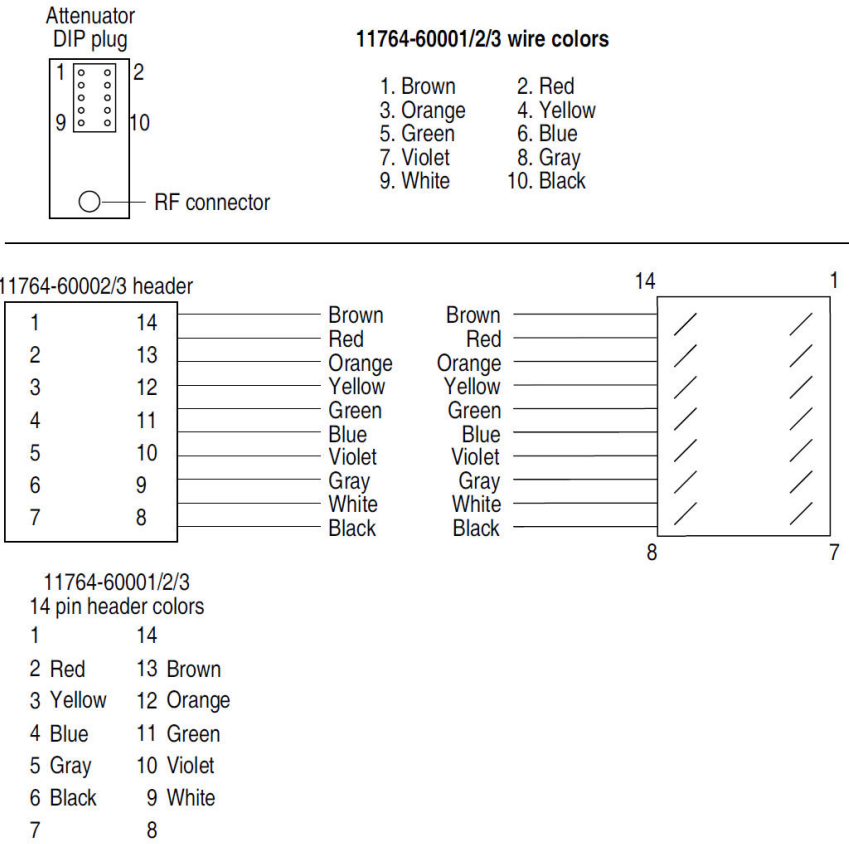 Attenuator
DIP plug
1 2
9 10
RF connector
11764-60001/2/3 wire colors
1. Brown 2. Red
3. Orange 4. Yellow
5. Green 6. Blue
7. Violet 8. Gray
9. White 10. Black
11764-60002/3 header
1 14
2 13
3 12
4 11
5 10
6 9
7 8
Brown
Red
Orange
Yellow
Green
Blue
Violet
Gray
White
Black
14 1
Brown
Red
Orange
Yellow
Green
Blue
Violet
Gray
White
Black
8 7
11764-60001/2/3
14 pin header colors
1 14
2 Red 13 Brown
3 Yellow 12 Orange
4 Blue 11 Green
5 Gray 10 Violet
6 Black 9 White
7 8